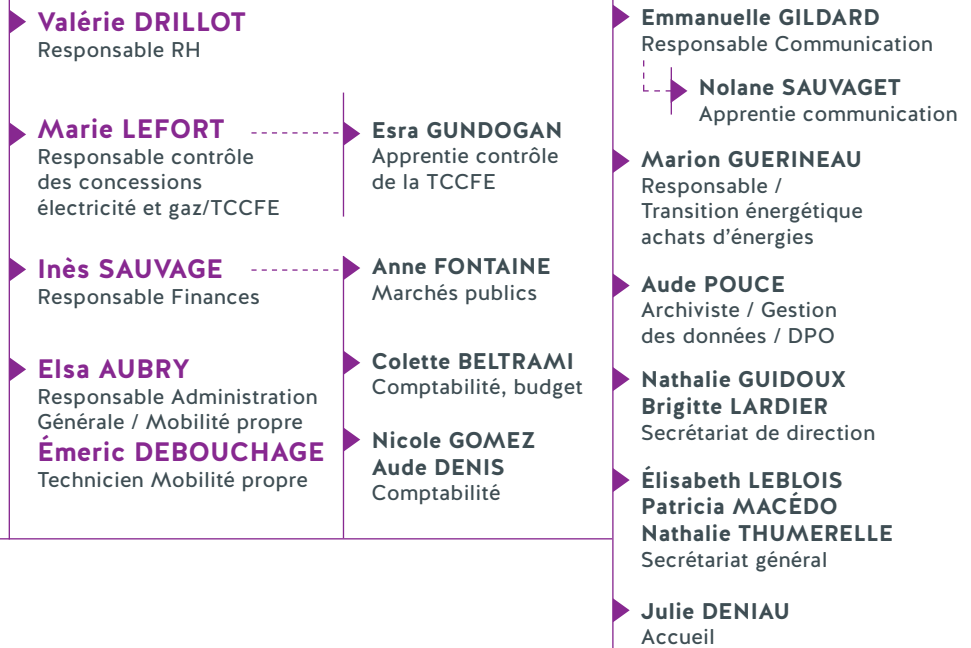 Valérie DRILLOT
Responsable RH
Marie LEFORT
Responsable contrôle
des concessions
électricité et gaz/TCCFE
Inès SAUVAGE
Responsable Finances
Elsa AUBRY
Responsable Administration
Générale / Mobilité propre
Émeric DEBOUCHAGE
Technicien Mobilité propre
Esra GUNDOGAN
Apprentie contrôle
de la TCCFE
Anne FONTAINE
Marchés publics
Colette BELTRAMI
Comptabilité, budget
Nicole GOMEZ
Aude DENIS
Comptabilité
Emmanuelle GILDARD
Responsable Communication
Nolane SAUVAGET
Apprentie communication
Marion GUERINEAU
Responsable /
Transition énergétique
achats d'énergies
Aude POUCE
Archiviste / Gestion
des données / DPO
Nathalie GUIDOUX
Brigitte LARDIER
Secrétariat de direction
Élisabeth LEBLOIS
Patricia MACÉDO
Nathalie THUMERELLE
Secrétariat général
Julie DENIAU
Accueil